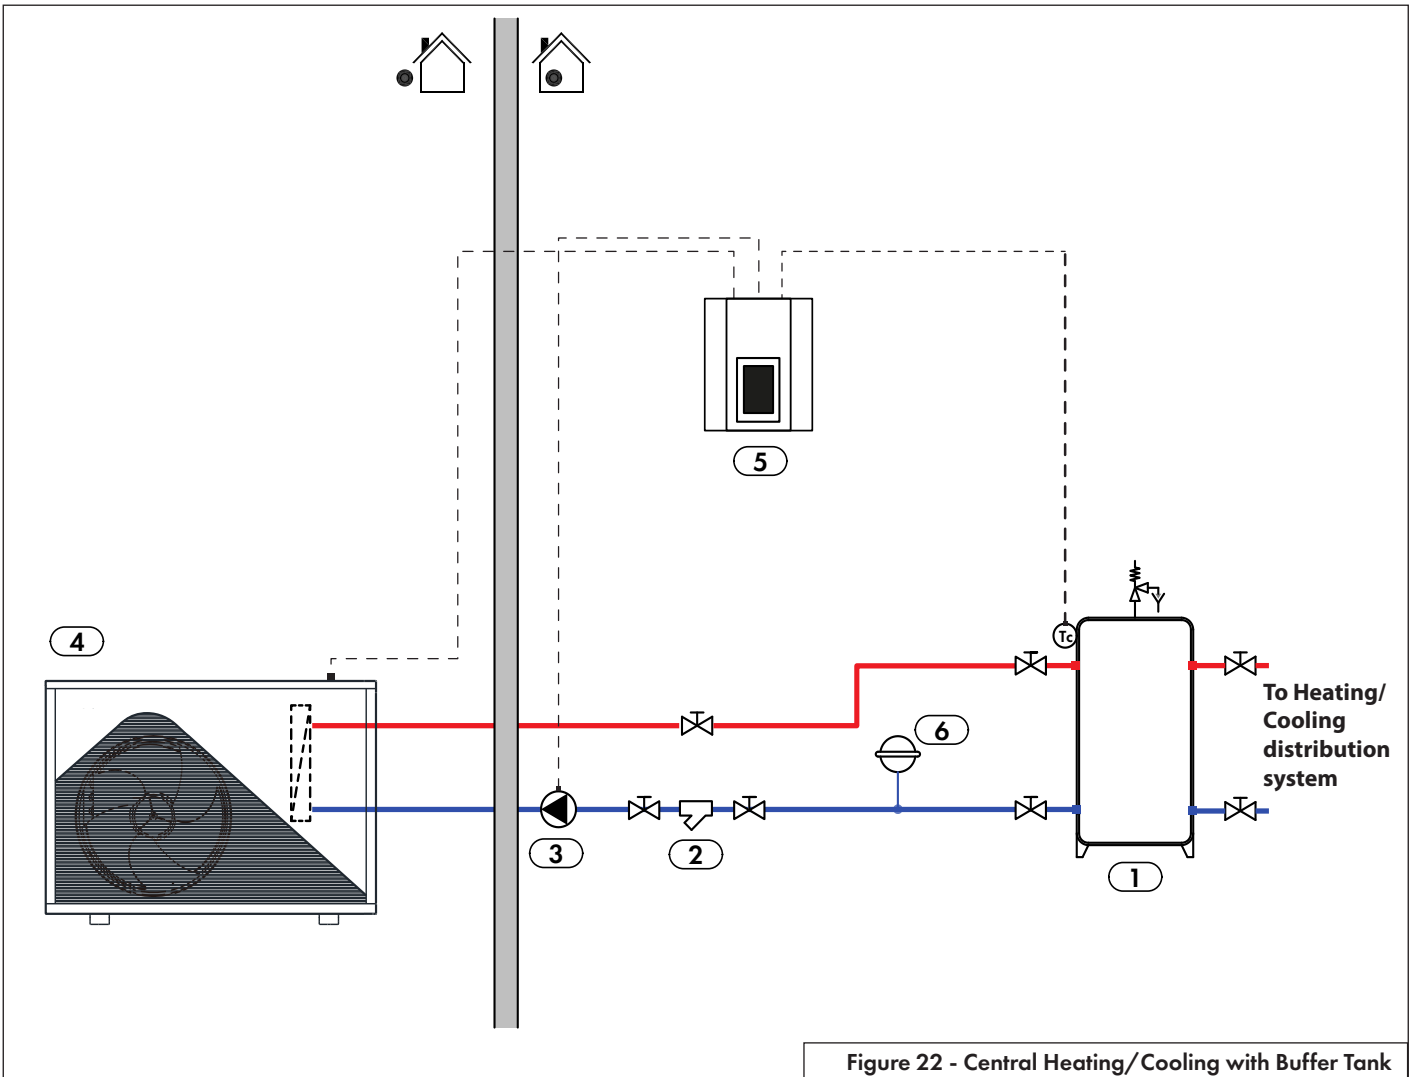 5
4
Tc
To Heating/
Cooling
distribution
system
6
3
2
1
Figure 22 - Central Heating/Cooling with Buffer Tank